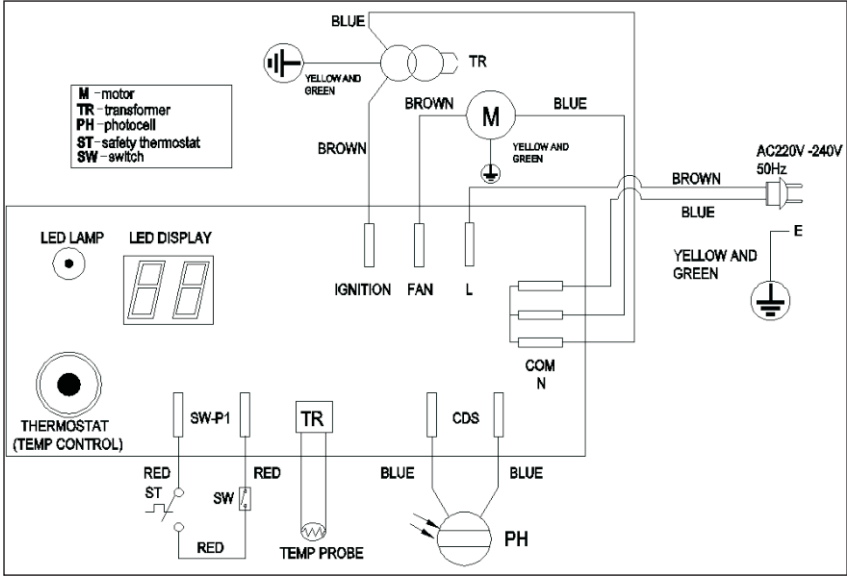 BLUE
TR
YELLOW AND
GREEN
M - motor
TR - transformer
PH - photocell
ST - safety thermostat
SW - switch
BROWN
M
BLUE
BROWN
YELLOW AND
GREEN
AC220V -240V
50Hz
BROWN
BLUE
E
YELLOW AND
GREEN
LED LAMP
LED DISPLAY
88
IGNITION
FAN
L
COM
N
THERMOSTAT
(TEMP CONTROL)
SW-P1
TR
CDS
RED
RED
BLUE
BLUE
ST
SW
RED
TEMP PROBE
PH